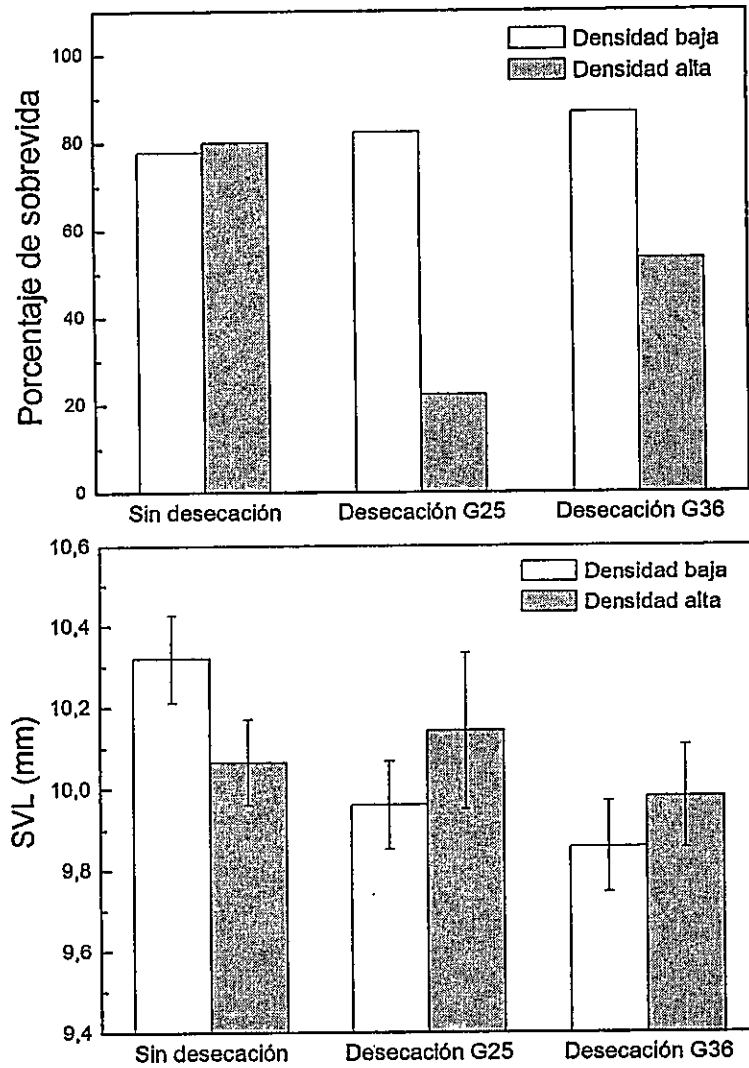 Densidad baja
Densidad alta
Porcentaje de sobrevida
100
80
60
40
20
0
Sin desecación
Desecación G25
Desecación G36
Densidad baja
Densidad alta
SVL (mm)
10,6
10,4
10,2
10,0
9,8
9,6
9,4
Sin desecación
Desecación G25
Desecación G36